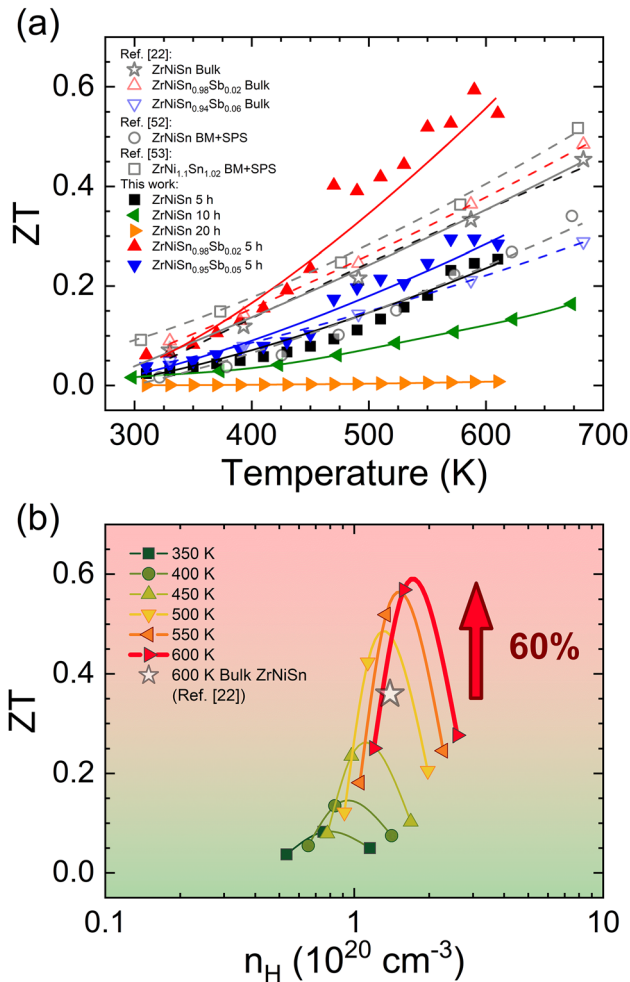 (a)
ZT
0.6
0.4
0.2
0.0
Ref. [22]:
ZrNiSn Bulk
ZrNiSn0.98Sb0.02 Bulk
ZrNiSn0.94Sb0.06 Bulk
Ref. [52]:
ZrNiSn BM+SPS
Ref. [53]:
ZrNi1.1Sn1.02 BM+SPS
This work:
ZrNiSn 5 h
ZrNiSn 10 h
ZrNiSn 20 h
ZrNiSn0.98Sb0.02 5 h
ZrNiSn0.95Sb0.05 5 h
300 400 500 600 700
Temperature (K)
(b)
ZT
0.6
0.4
0.2
0.0
350 K
400 K
450 K
500 K
550 K
600 K
600 K Bulk ZrNiSn
(Ref. [22])
60%
0.1 1 10
nH (10^20 cm^-3)